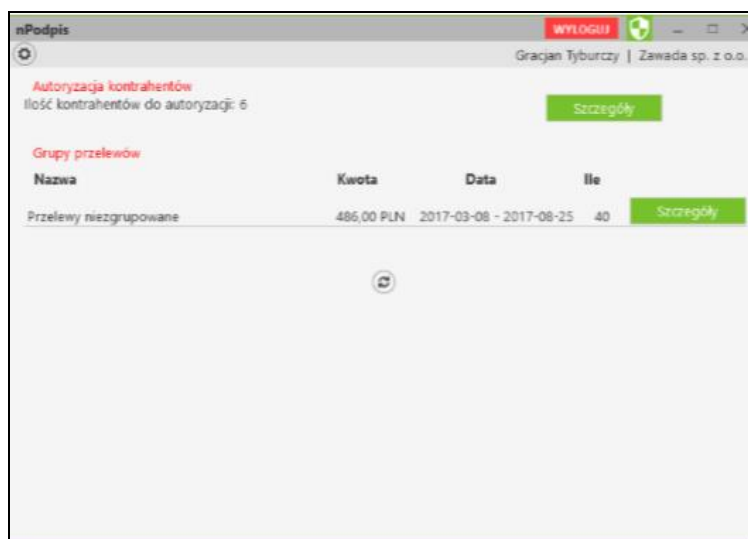 nPodpis WYLOGUJ
Gracjan Tyburczy | Zawada sp. z o.o.
Autoryzacja kontrahentów
Ilość kontrahentów do autoryzacji: 6 Szczegóły
Grupy przelewów
Nazwa Kwota Data Ile
Przelewy niezgrupowane 486,00 PLN 2017-03-08 - 2017-08-25 40 Szczegóły